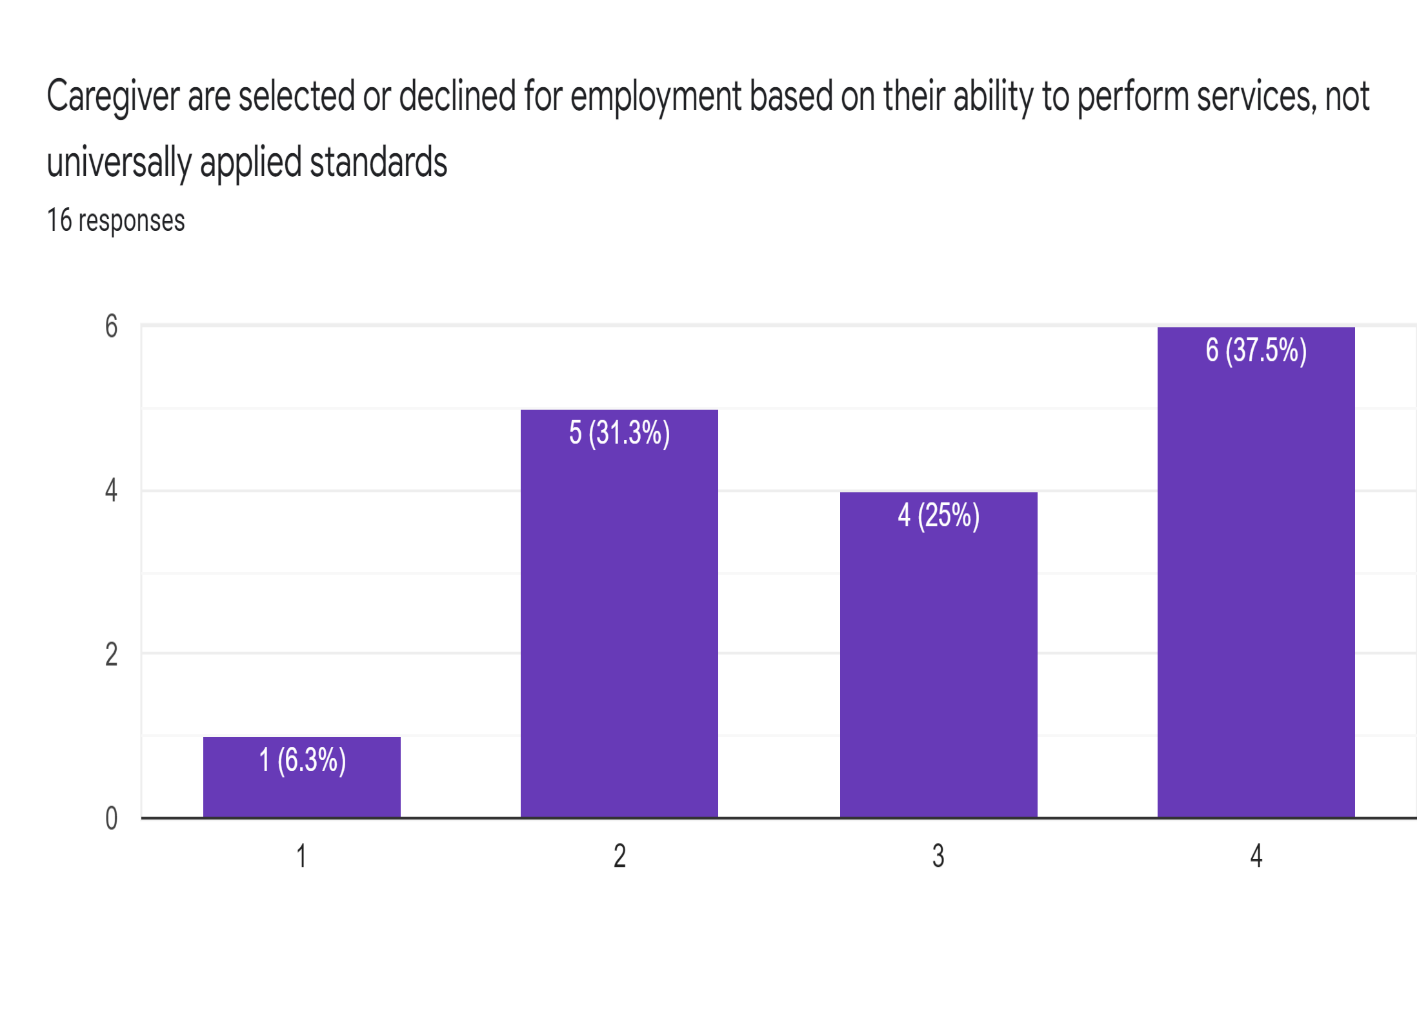 Caregiver are selected or declined for employment based on their ability to perform services, not
universally applied standards
16 responses
6
6 (37.5%)
5 (31.3%)
4
4 (25%)
2
1 (6.3%)
0
1 2 3 4